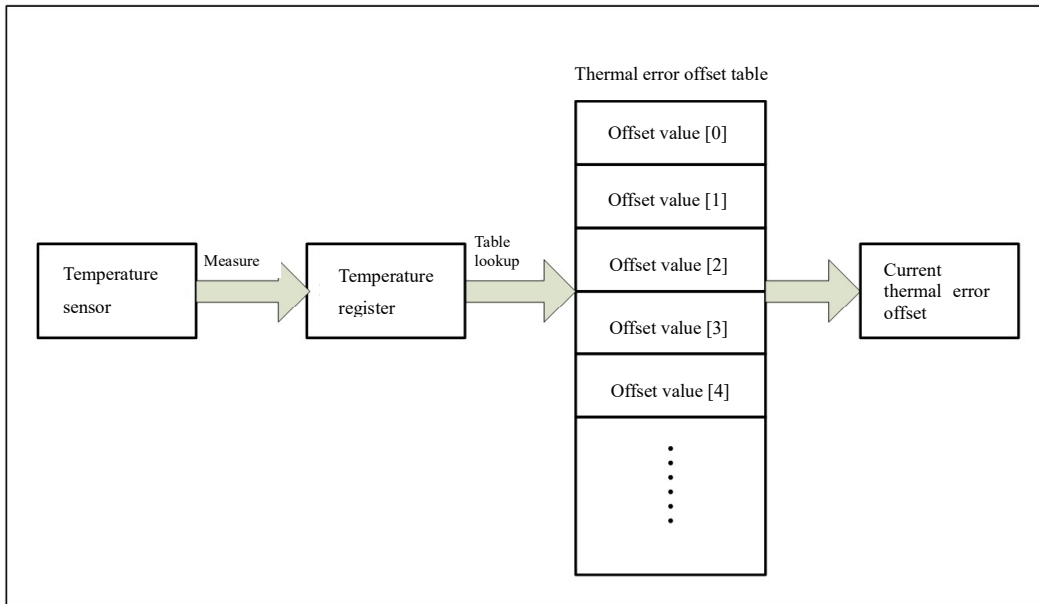 Thermal error offset table
Offset value [0]
Offset value [1]
Offset value [2]
Offset value [3]
Offset value [4]
Temperature
sensor
Measure
Temperature
register
Table
lookup
Current
thermal error
offset